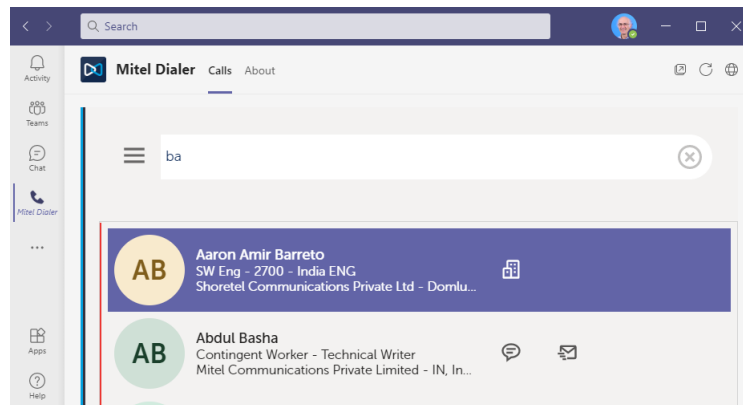 Search
Activity
Teams
Chat
Mitel Dialer
...
Apps
Help
Mitel Dialer Calls About
ba
AB
Aaron Amir Barreto
SW Eng - 2700 - India ENG
Shoretel Communications Private Ltd - Domlu...
AB
Abdul Basha
Contingent Worker - Technical Writer
Mitel Communications Private Limited - IN, In...